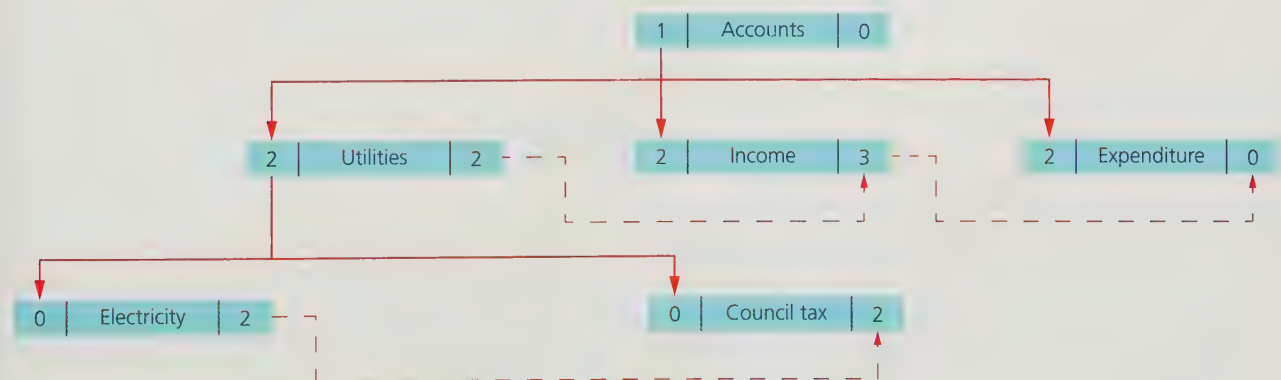 1 Accounts 0
2 Utilities 2
2 Income 3
2 Expenditure 0
0 Electricity 2
0 Council tax 2